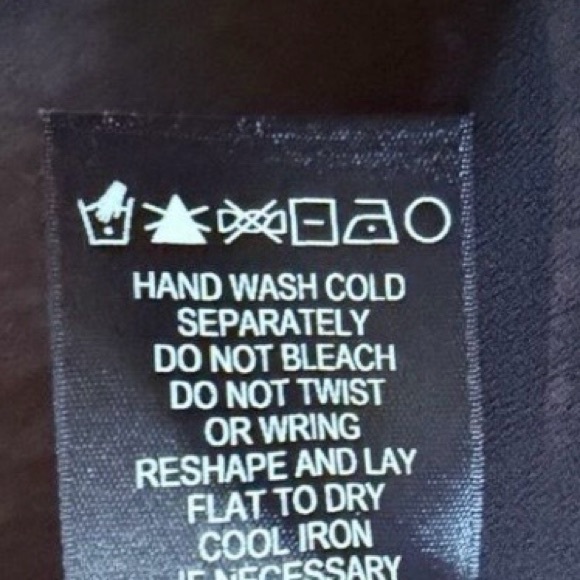 HAND WASH COLD
SEPARATELY
DO NOT BLEACH
DO NOT TWIST
OR WRING
RESHAPE AND LAY
FLAT TO DRY
COOL IRON
IF NECESSARY